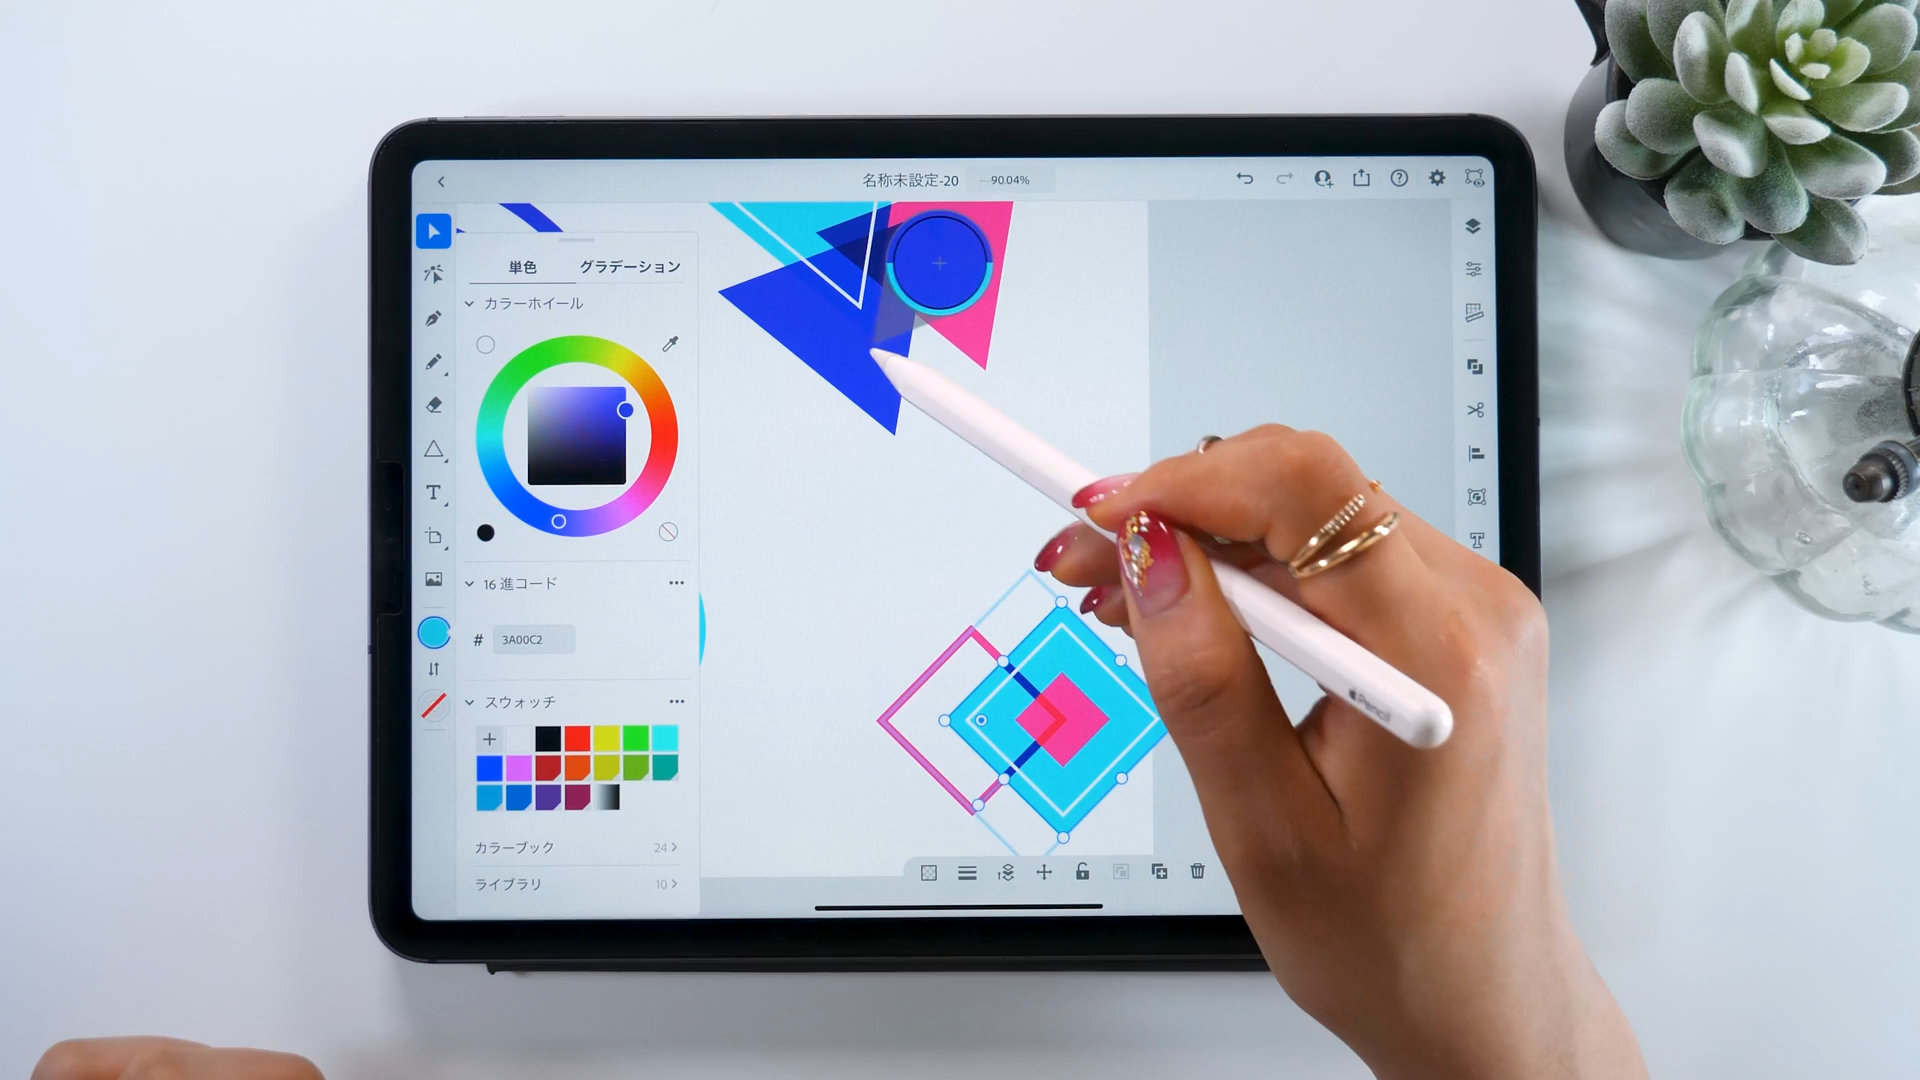 名称未設定-20
90.04%
単色
グラデーション
カラーホイール
16 進コード
# 3A00C2
スウォッチ
カラーブック
24
ライブラリ
10
Pencil